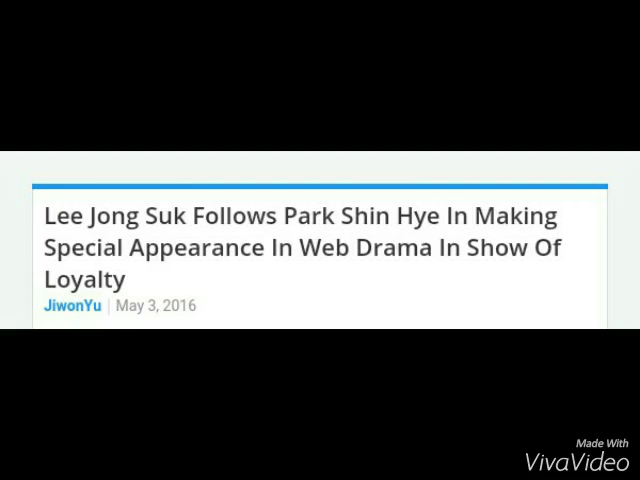 Lee Jong Suk Follows Park Shin Hye In Making
Special Appearance In Web Drama In Show Of
Loyalty
JiwonYu | May 3, 2016
Made With
VivaVideo